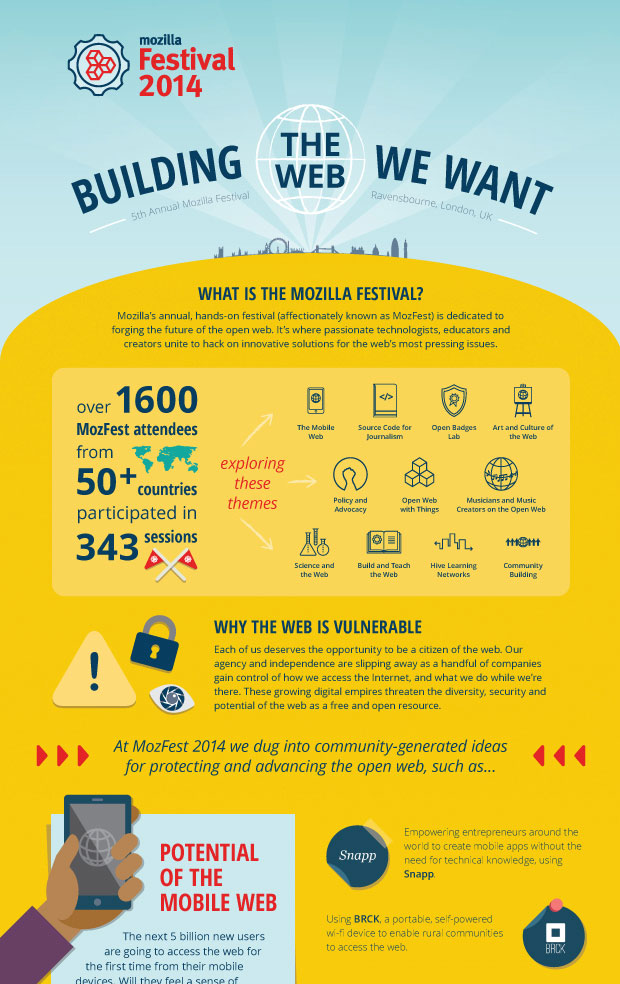 mozilla
Festival
2014
BUILDING THE WEB WE WANT
5th Annual Mozilla Festival
Ravensbourne, London, UK
WHAT IS THE MOZILLA FESTIVAL?
Mozilla's annual, hands-on festival (affectionately known as MozFest) is dedicated to
forging the future of the open web. It's where passionate technologists, educators and
creators unite to hack on innovative solutions for the web's most pressing issues.
over 1600
MozFest attendees
from
50+ countries
participated in
343 sessions
exploring
these
themes
The Mobile
Web
Source Code for
Journalism
Open Badges
Lab
Art and Culture of
the Web
Policy and
Advocacy
Open Web
with Things
Musicians and Music
Creators on the Open Web
Science and
the Web
Build and Teach
the Web
Hive Learning
Networks
Community
Building
WHY THE WEB IS VULNERABLE
Each of us deserves the opportunity to be a citizen of the web. Our
agency and independence are slipping away as a handful of companies
gain control of how we access the Internet, and what we do while we're
there. These growing digital empires threaten the diversity, security and
potential of the web as a free and open resource.
At MozFest 2014 we dug into community-generated ideas
for protecting and advancing the open web, such as...
POTENTIAL
OF THE
MOBILE WEB
The next 5 billion new users
are going to access the web for
the first time from their mobile
devices. Will they feel a sense of
Snapp
Empowering entrepreneurs around the
world to create mobile apps without the
need for technical knowledge, using
Snapp.
Using BRCK, a portable, self-powered
wi-fi device to enable rural communities
to access the web.
BRCK